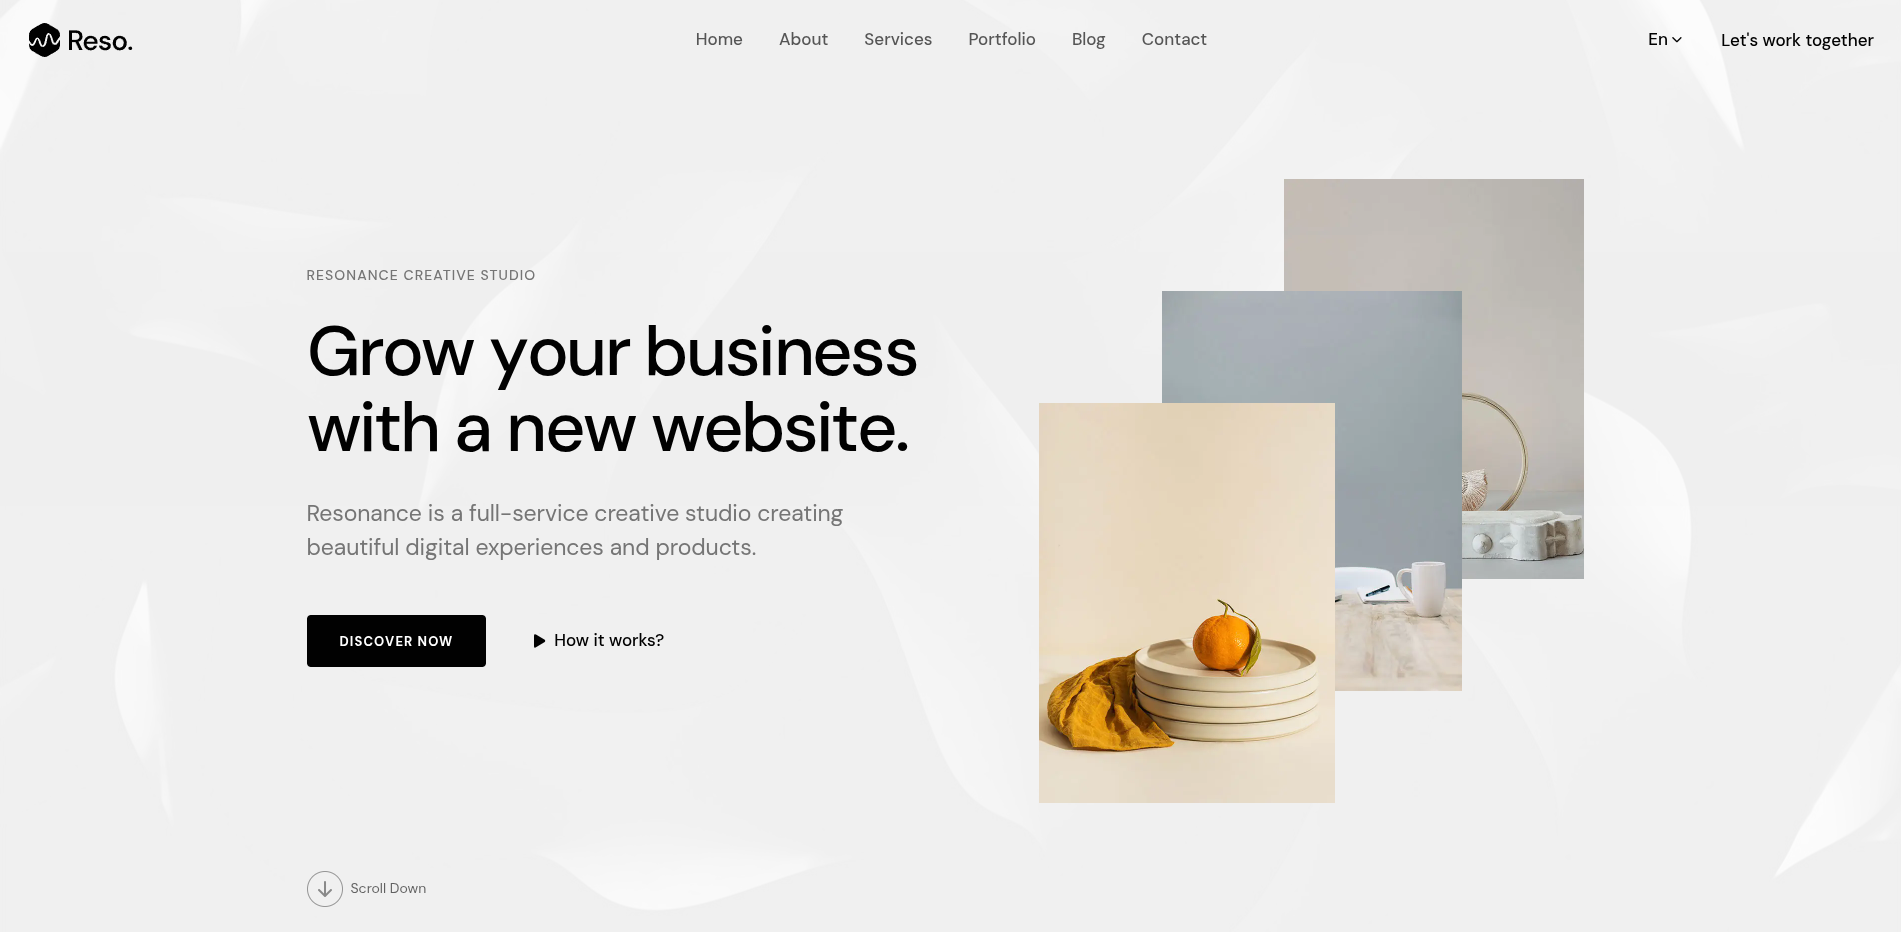 Reso.
Home
About
Services
Portfolio
Blog
Contact
En
Let's work together
RESONANCE CREATIVE STUDIO
Grow your business
with a new website.
Resonance is a full-service creative studio creating
beautiful digital experiences and products.
DISCOVER NOW
How it works?
Scroll Down